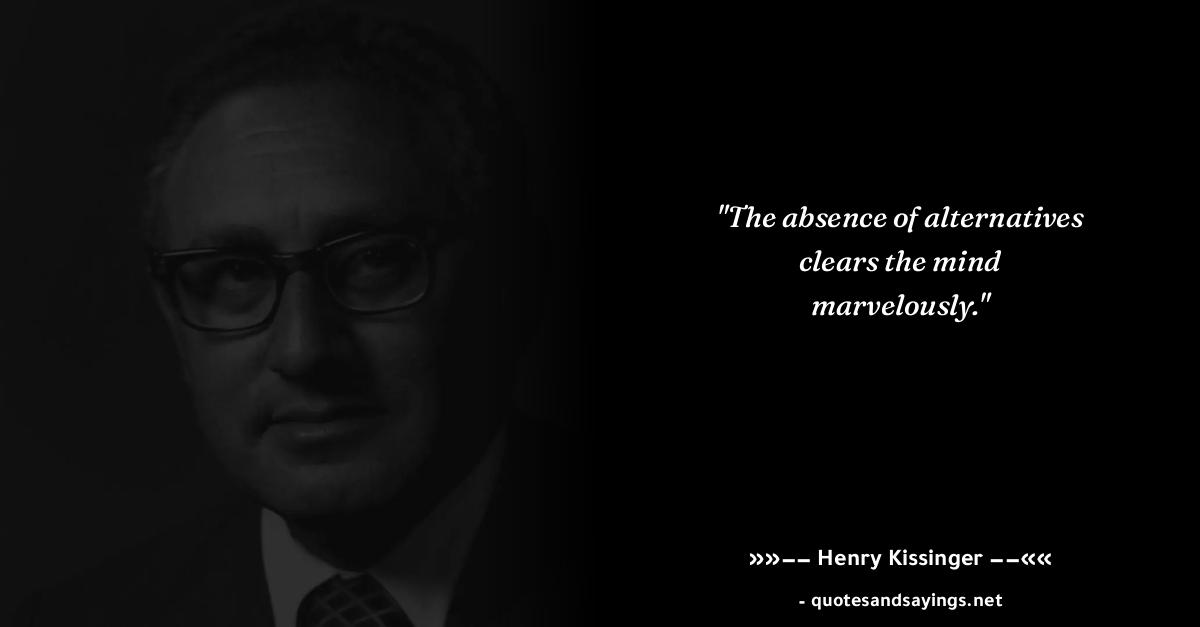 "The absence of alternatives
clears the mind
marvelously."
»»−− Henry Kissinger −−««
- quotesandsayings.net